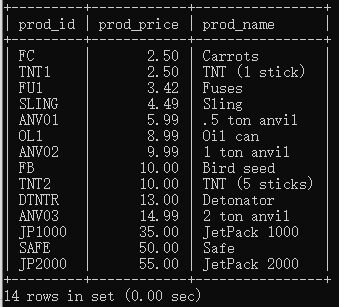 +---------+------------+----------------+
| prod_id | prod_price | prod_name      |
+---------+------------+----------------+
| FC      |       2.50 | Carrots        |
| TNT1    |       2.50 | TNT (1 stick)  |
| FU1     |       3.42 | Fuses          |
| SLING   |       4.49 | Sling          |
| ANV01   |       5.99 | .5 ton anvil   |
| OL1     |       8.99 | Oil can        |
| ANV02   |       9.99 | 1 ton anvil    |
| FB      |      10.00 | Bird seed      |
| TNT2    |      10.00 | TNT (5 sticks) |
| DTNTR   |      13.00 | Detonator      |
| ANV03   |      14.99 | 2 ton anvil    |
| JP1000  |      35.00 | JetPack 1000   |
| SAFE    |      50.00 | Safe           |
| JP2000  |      55.00 | JetPack 2000   |
+---------+------------+----------------+
14 rows in set (0.00 sec)